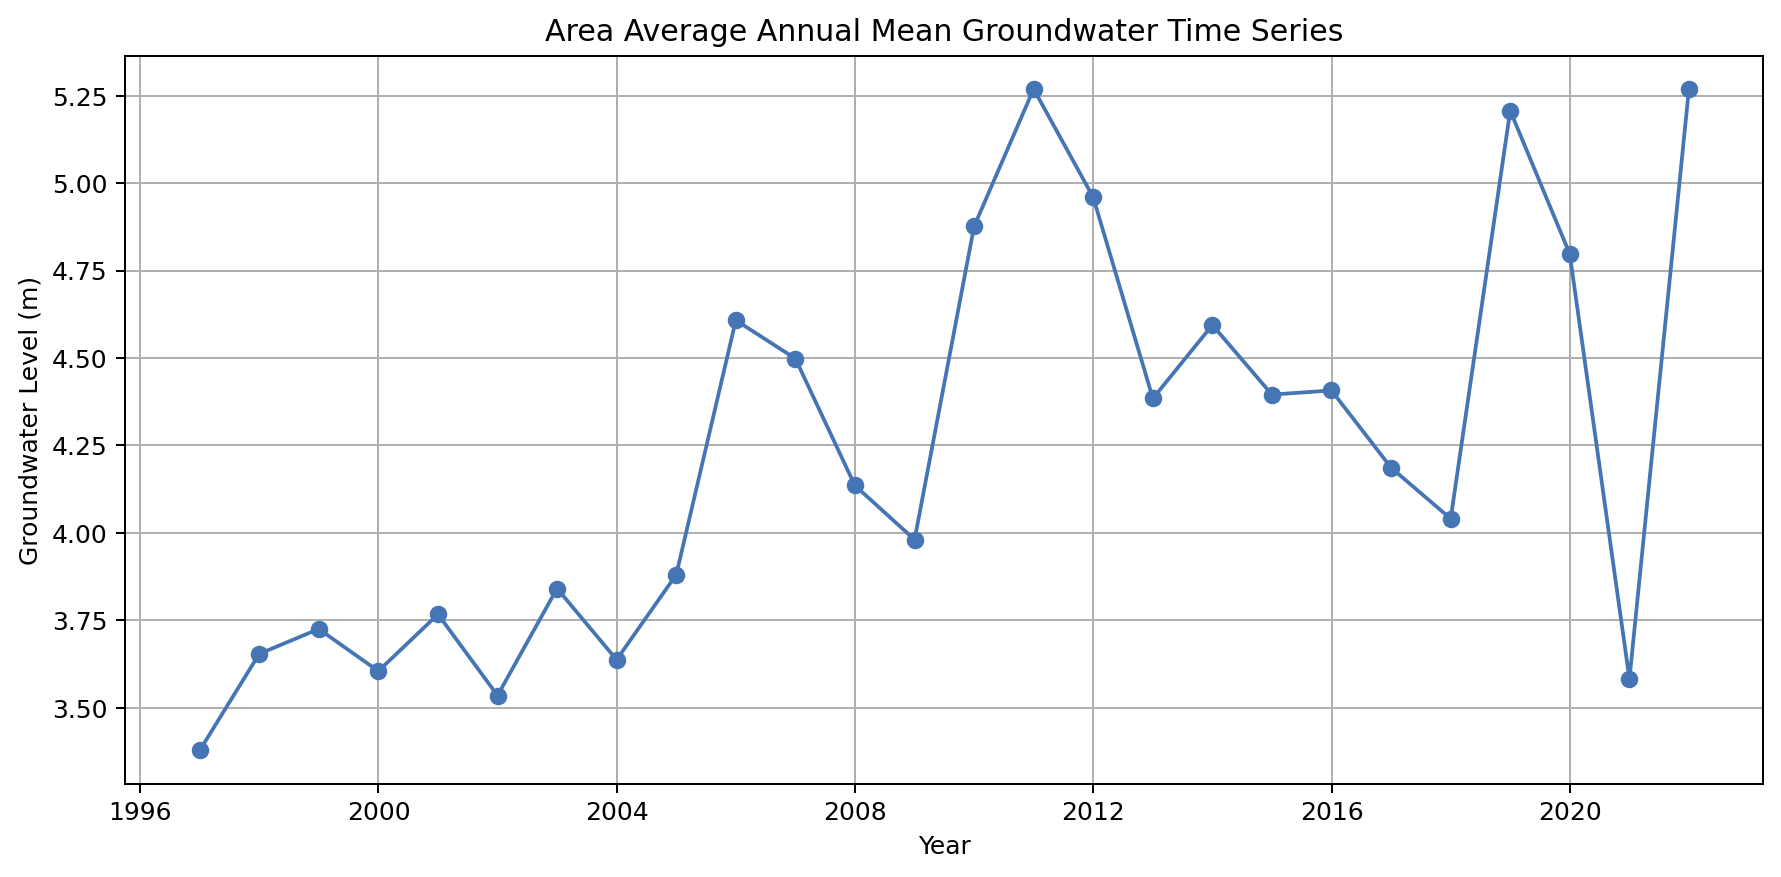 Area Average Annual Mean Groundwater Time Series
Groundwater Level (m)
5.25
5.00
4.75
4.50
4.25
4.00
3.75
3.50
1996 2000 2004 2008 2012 2016 2020
Year